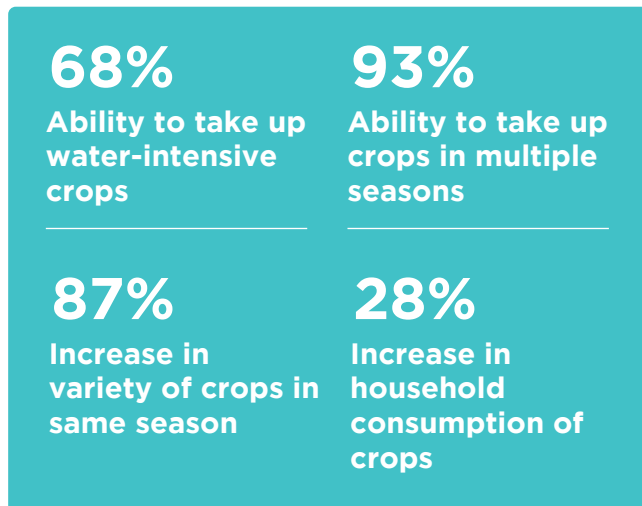 68%
Ability to take up
water-intensive
crops
93%
Ability to take up
crops in multiple
seasons
87%
Increase in
variety of crops in
same season
28%
Increase in
household
consumption of
crops